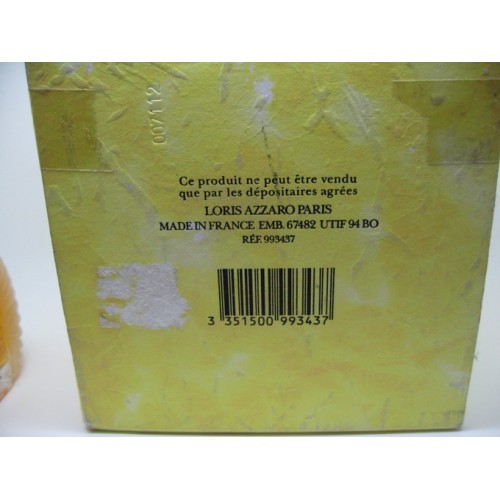 007112
Ce produit ne peut être vendu
que par les dépositaires agrées
LORIS AZZARO PARIS
MADE IN FRANCE EMB. 67482 UTIF 94 BO
RÉF. 993437
3 351500 993437